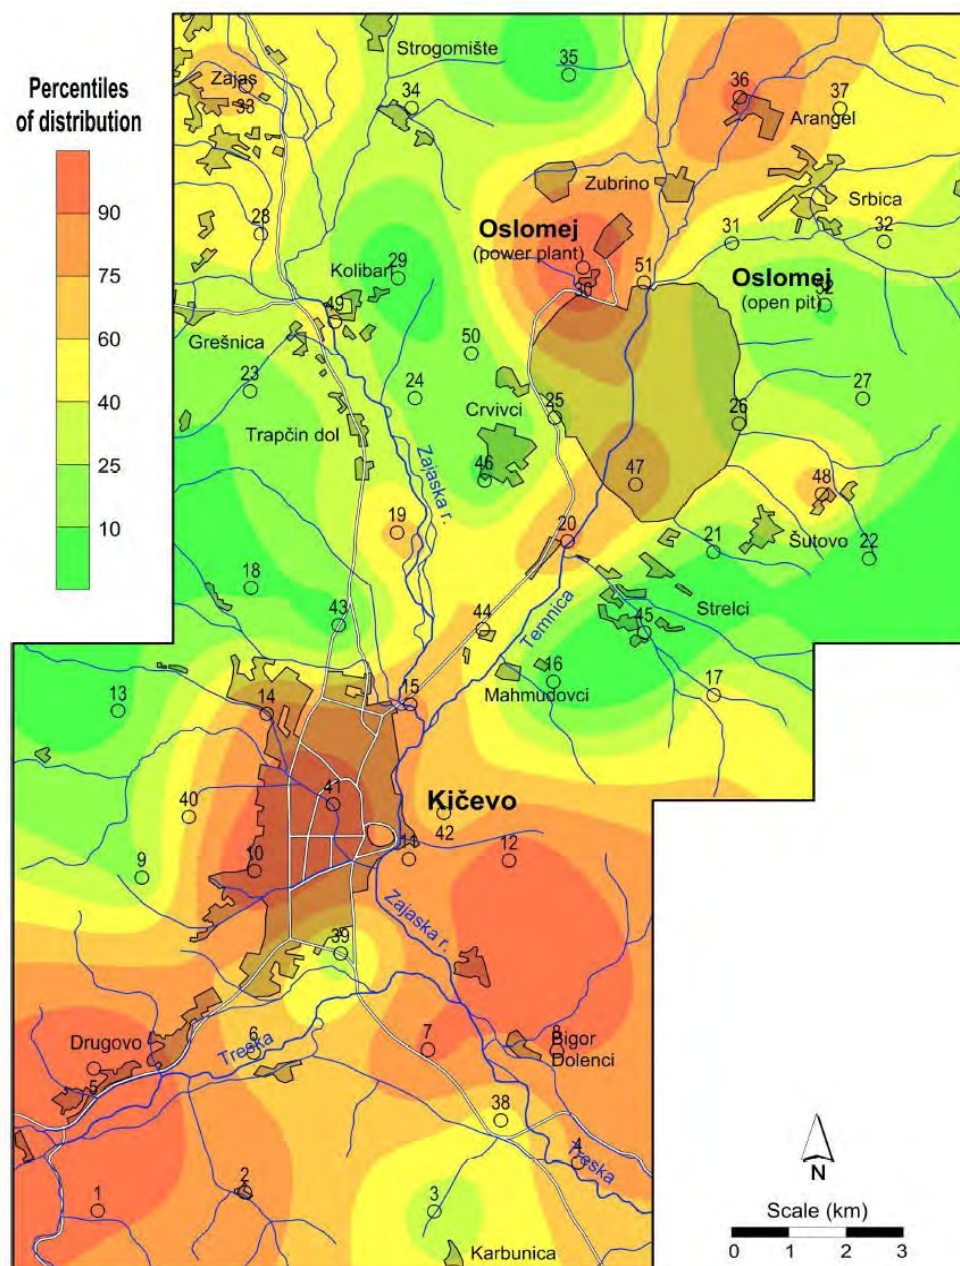 Percentiles
of distribution
90
75
60
40
25
10
Strogomište
35
Zajas
33
34
36
37
Arangel
Zubrino
Srbica
28
Oslomej
(power plant)
31
32
29
Kolibari
30
51
Oslomej
(open pit)
52
49
Grešnica
50
23
24
Crvivci
25
26
27
Trapčin dol
Zajaska r.
46
47
48
19
20
21
Šutovo
22
18
43
44
Temnica
45
Strelci
16
17
Mahmudovci
13
14
15
40
41
Kičevo
42
9
10
11
12
Zajaska r.
39
Drugovo
5
6
Treska
7
8
Bigor
Dolenci
38
4
Treska
1
2
3
Karbunica
N
Scale (km)
0 1 2 3